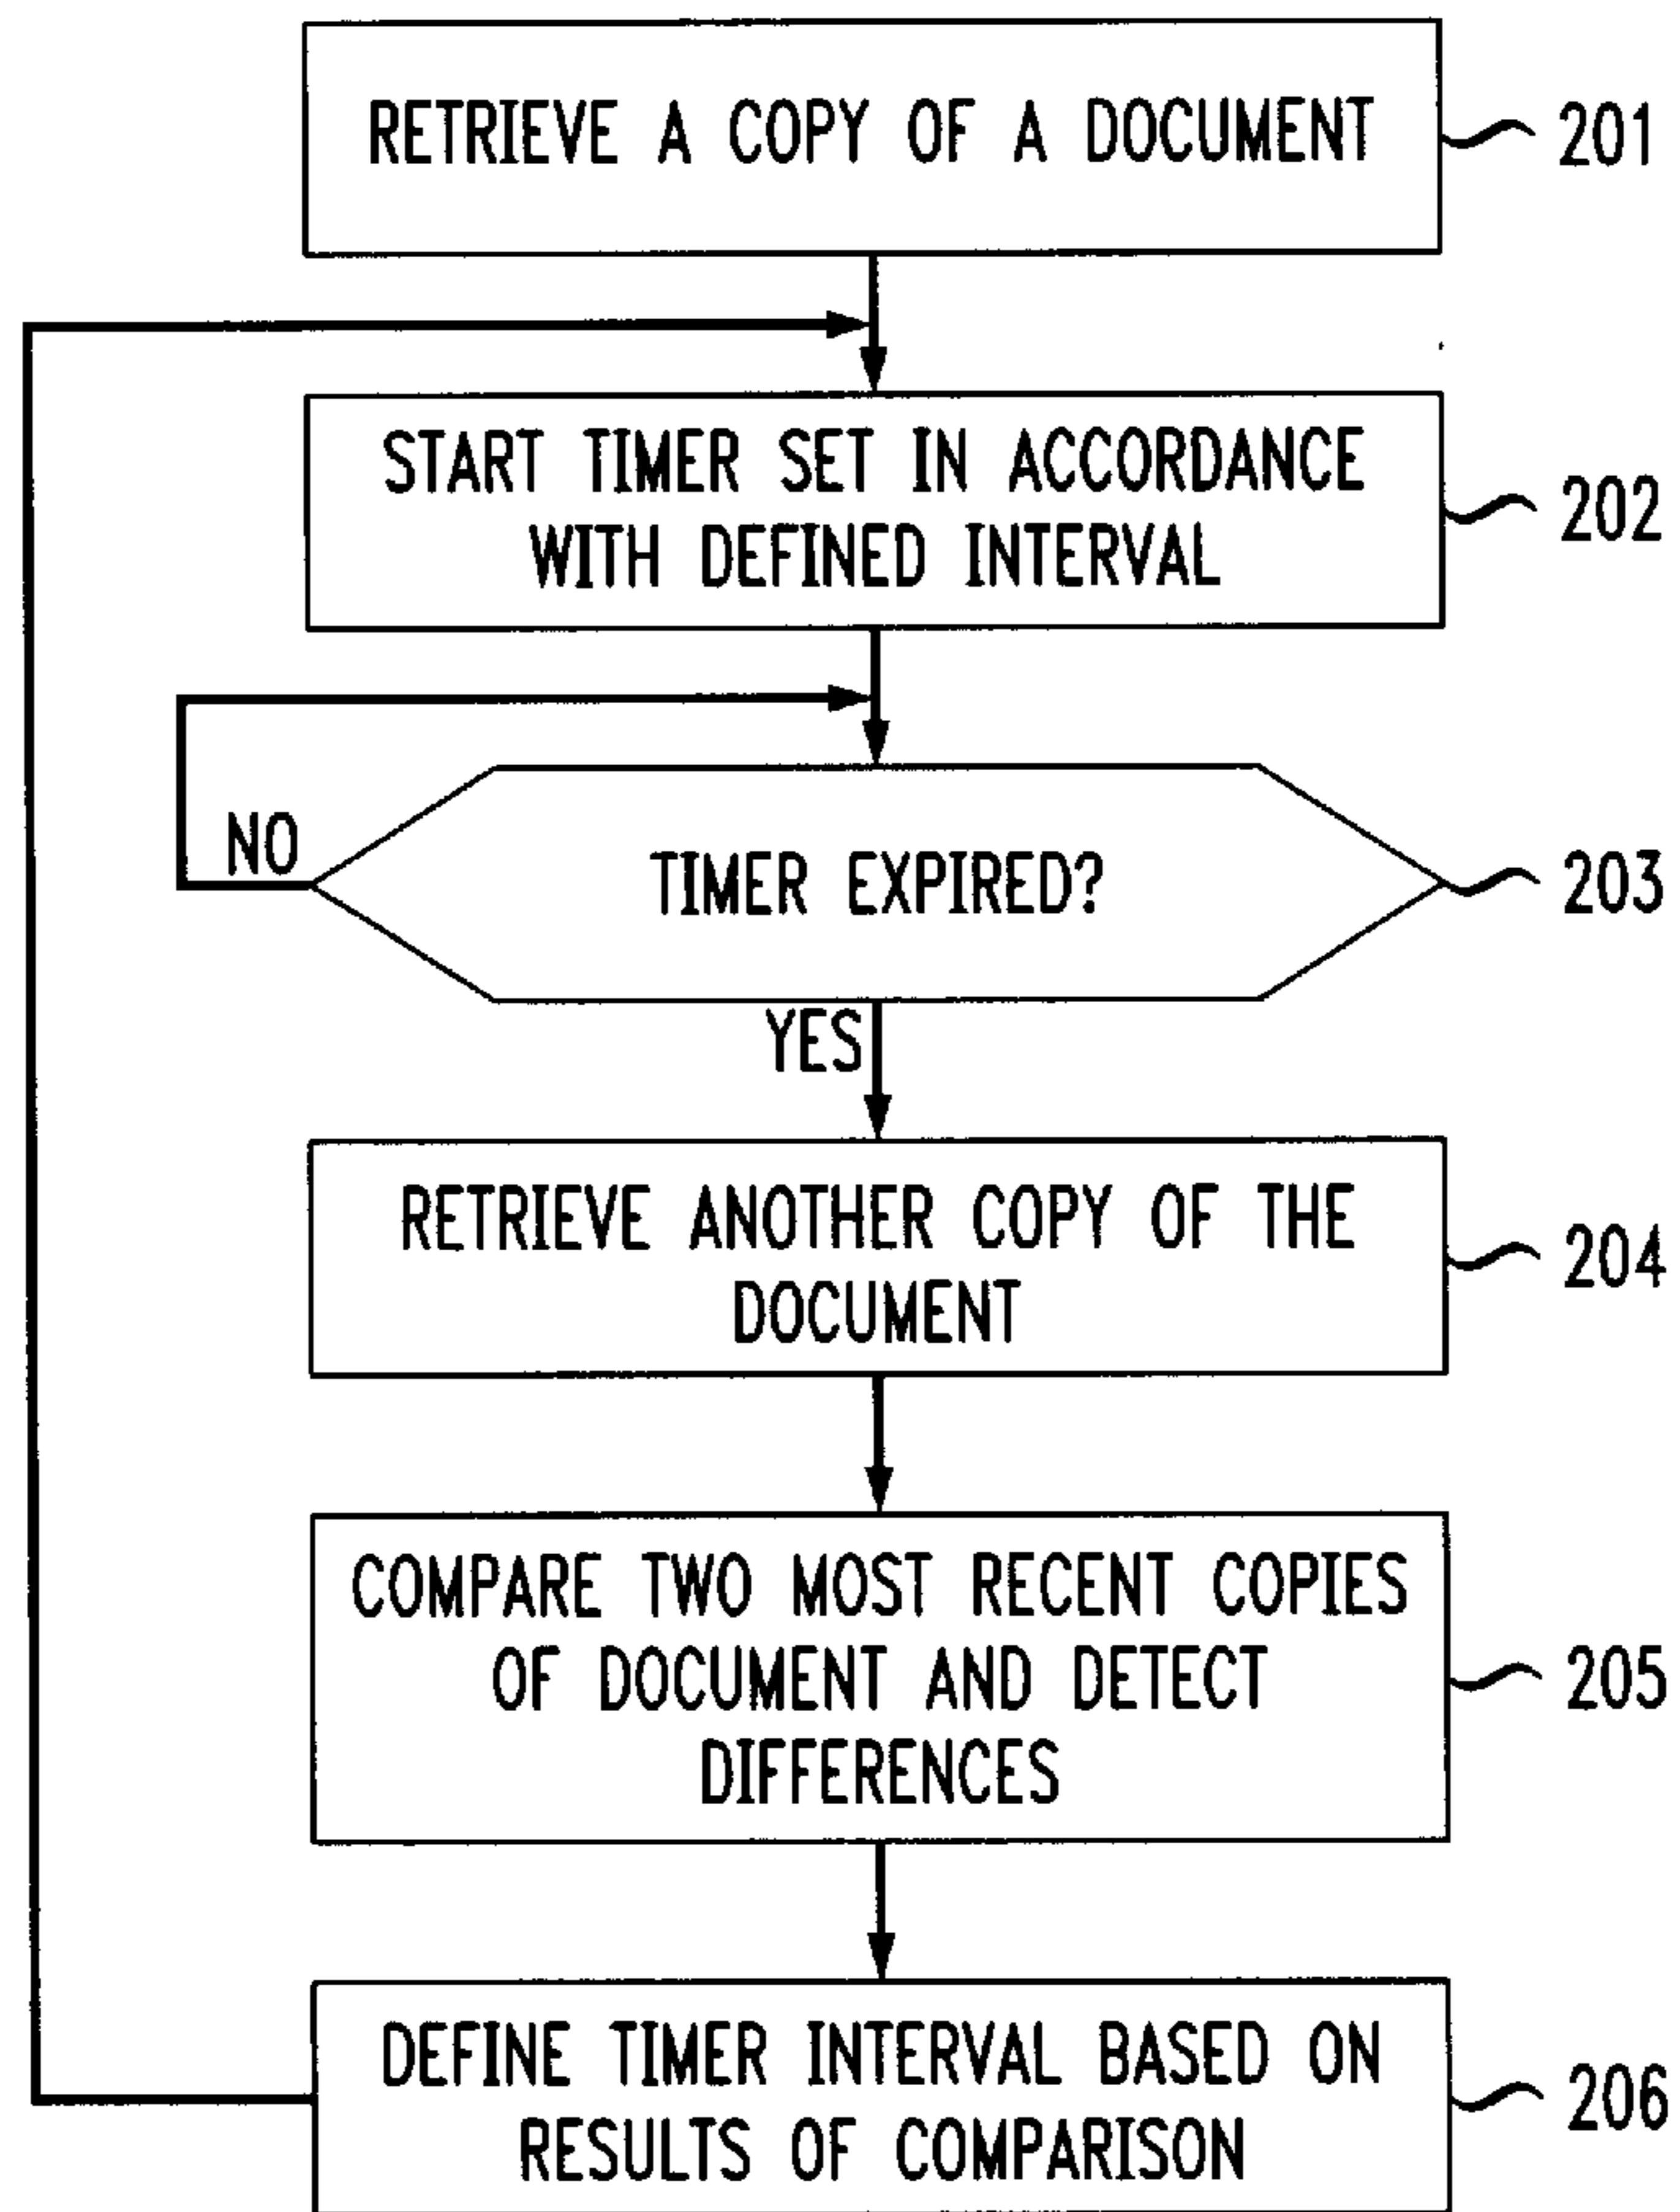 RETRIEVE A COPY OF A DOCUMENT
201
START TIMER SET IN ACCORDANCE
WITH DEFINED INTERVAL
202
NO
TIMER EXPIRED?
203
YES
RETRIEVE ANOTHER COPY OF THE
DOCUMENT
204
COMPARE TWO MOST RECENT COPIES
OF DOCUMENT AND DETECT
DIFFERENCES
205
DEFINE TIMER INTERVAL BASED ON
RESULTS OF COMPARISON
206